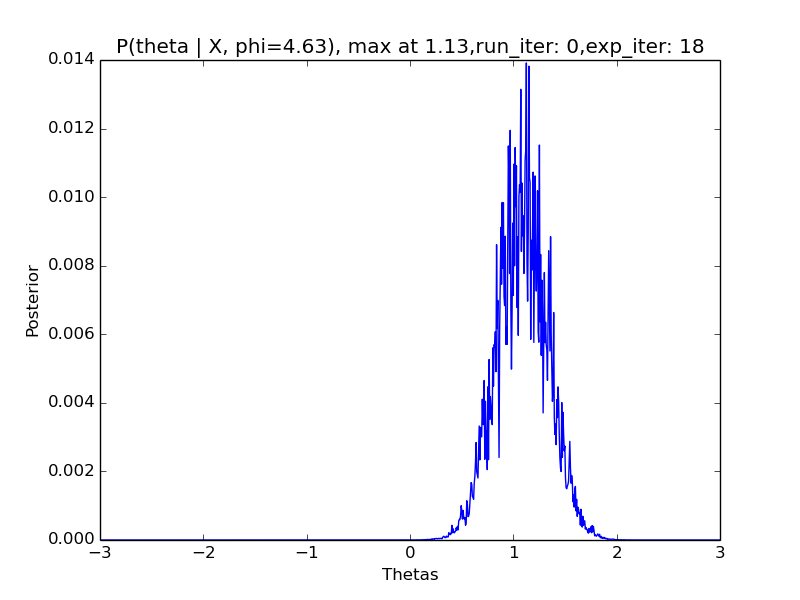 P(theta | X, phi=4.63), max at 1.13,run_iter: 0,exp_iter: 18
0.014
0.012
0.010
0.008
0.006
0.004
0.002
0.000
Posterior
−3 −2 −1 0 1 2 3
Thetas